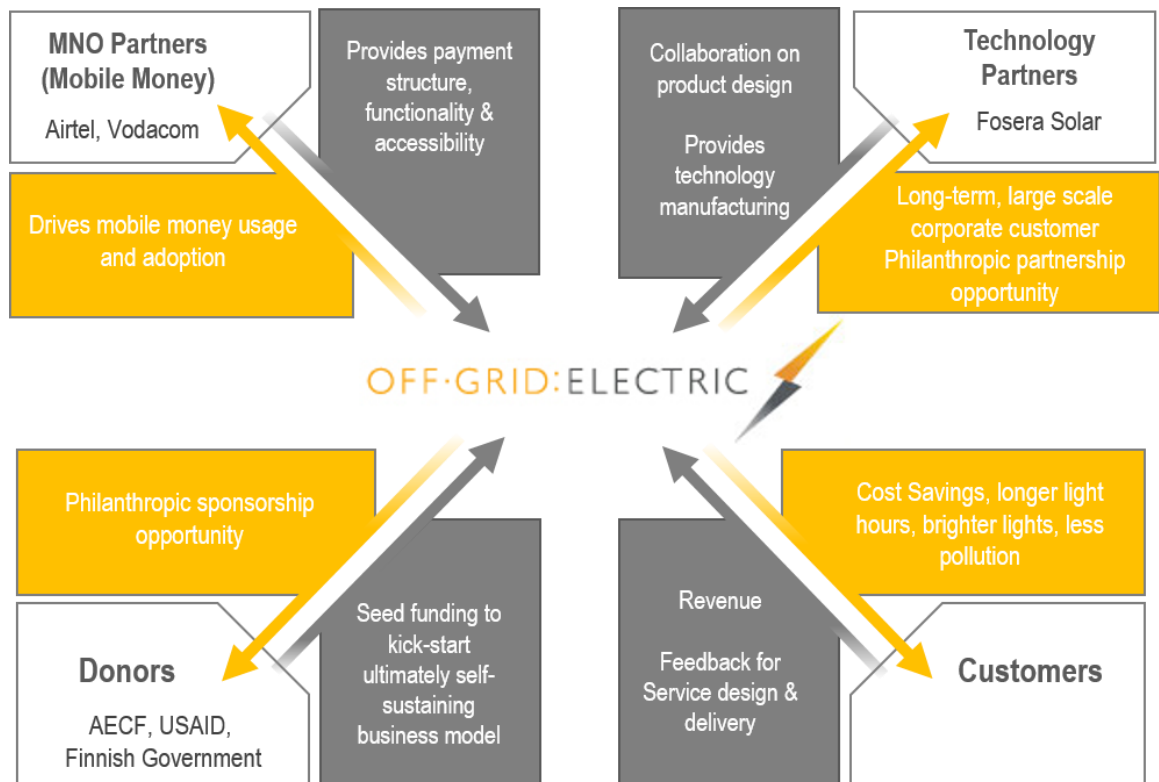 MNO Partners
(Mobile Money)
Airtel, Vodacom
Provides payment
structure,
functionality &
accessibility
Drives mobile money usage
and adoption
Collaboration on
product design
Provides
technology
manufacturing
Technology
Partners
Fosera Solar
Long-term, large scale
corporate customer
Philanthropic partnership
opportunity
OFF·GRID:ELECTRIC
Philanthropic sponsorship
opportunity
Donors
AECF, USAID,
Finnish Government
Seed funding to
kick-start
ultimately self-
sustaining
business model
Revenue
Feedback for
Service design &
delivery
Cost Savings, longer light
hours, brighter lights, less
pollution
Customers